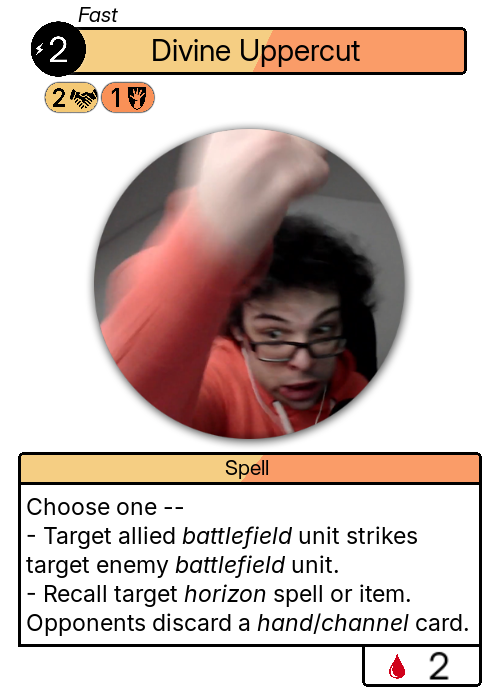 Fast
2
Divine Uppercut
2 1
Spell
Choose one --
- Target allied battlefield unit strikes
target enemy battlefield unit.
- Recall target horizon spell or item.
Opponents discard a hand/channel card.
2